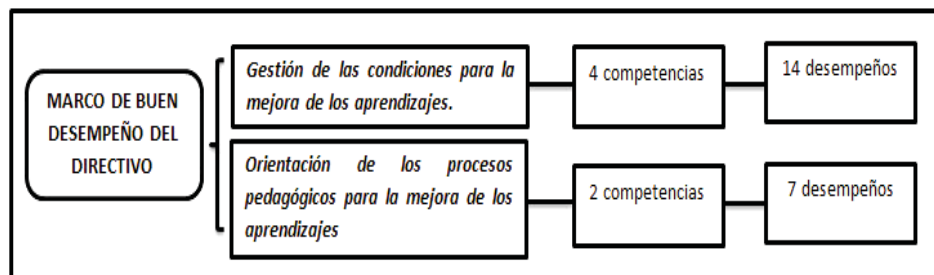 MARCO DE BUEN
DESEMPEÑO DEL
DIRECTIVO
Gestión de las condiciones para la
mejora de los aprendizajes.
4 competencias
14 desempeños
Orientación de los procesos
pedagógicos para la mejora de los
aprendizajes
2 competencias
7 desempeños